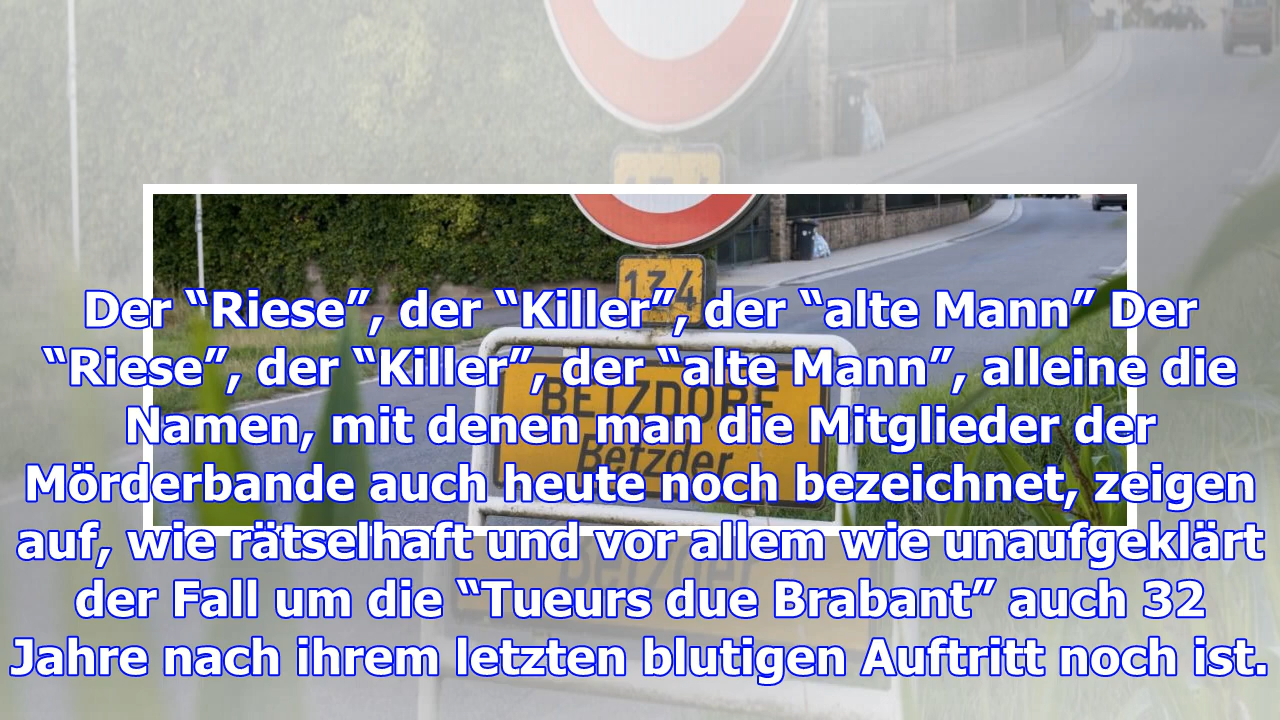 134
BETZDORF
Betzder
Der “Riese”, der “Killer”, der “alte Mann” Der
“Riese”, der “Killer”, der “alte Mann”, alleine die
Namen, mit denen man die Mitglieder der
Mörderbande auch heute noch bezeichnet, zeigen
auf, wie rätselhaft und vor allem wie unaufgeklärt
der Fall um die “Tueurs due Brabant” auch 32
Jahre nach ihrem letzten blutigen Auftritt noch ist.
Betzder